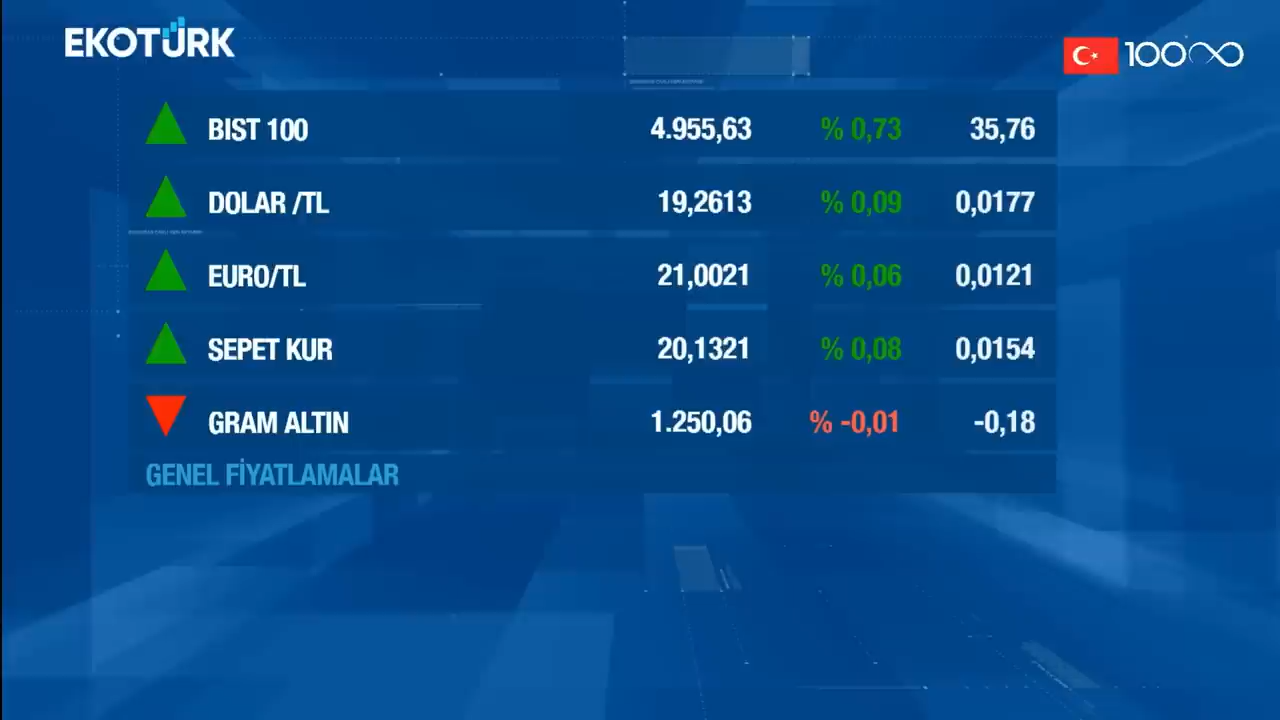 EKOTÜRK
100
BIST 100 4.955,63 % 0,73 35,76
DOLAR /TL 19,2613 % 0,09 0,0177
EURO/TL 21,0021 % 0,06 0,0121
SEPET KUR 20,1321 % 0,08 0,0154
GRAM ALTIN 1.250,06 % -0,01 -0,18
GENEL FİYATLAMALAR